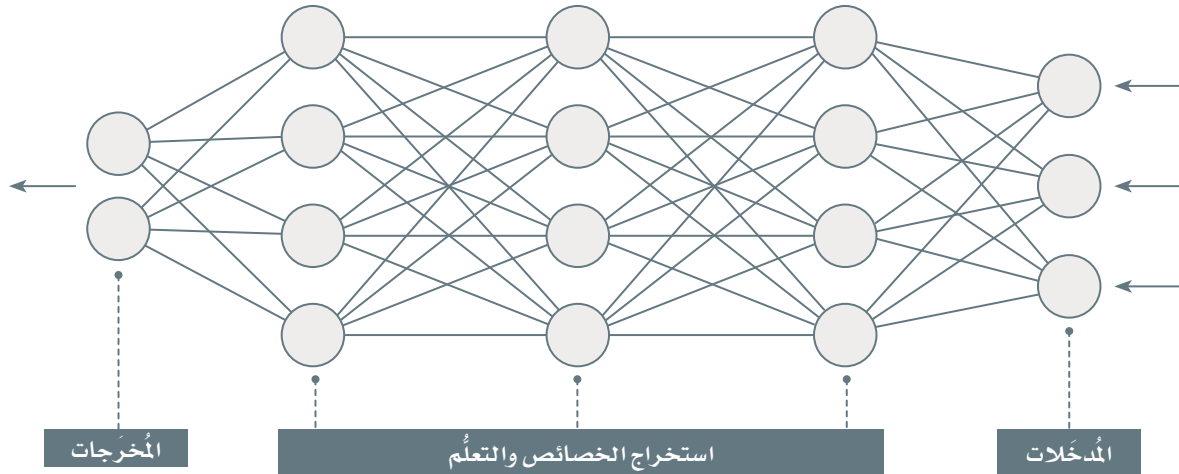 المُدخَلات
استخراج الخصائص والتعلُّم
المُخرَجات